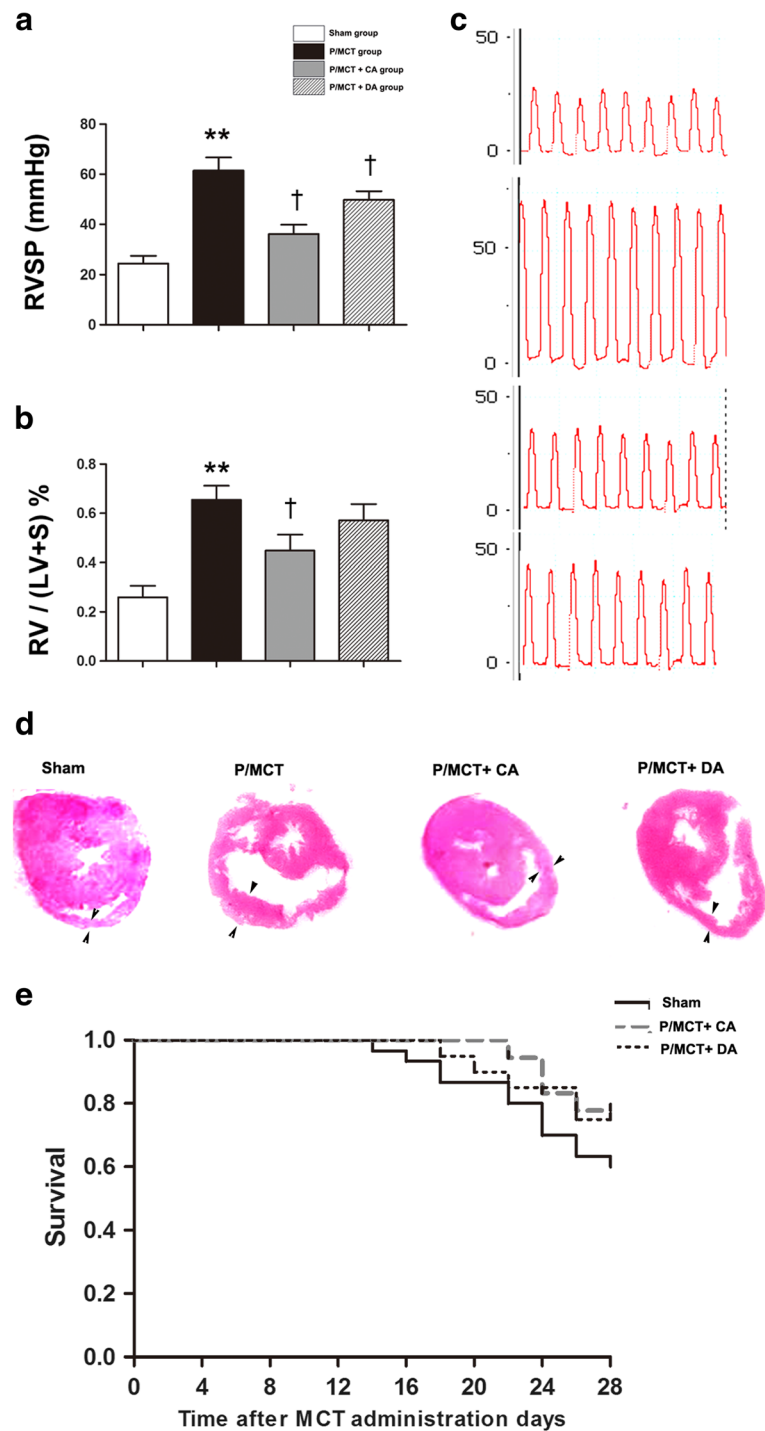 a
Sham group
P/MCT group
P/MCT + CA group
P/MCT + DA group
RVSP (mmHg)
80
60
40
20
0
**
†
†
b
RV / (LV+S) %
0.8
0.6
0.4
0.2
0.0
**
†
c
50
0
50
0
50
0
50
0
d
Sham
P/MCT
P/MCT+ CA
P/MCT+ DA
e
Sham
P/MCT+ CA
P/MCT+ DA
Survival
1.0
0.8
0.6
0.4
0.2
0.0
0 4 8 12 16 20 24 28
Time after MCT administration days